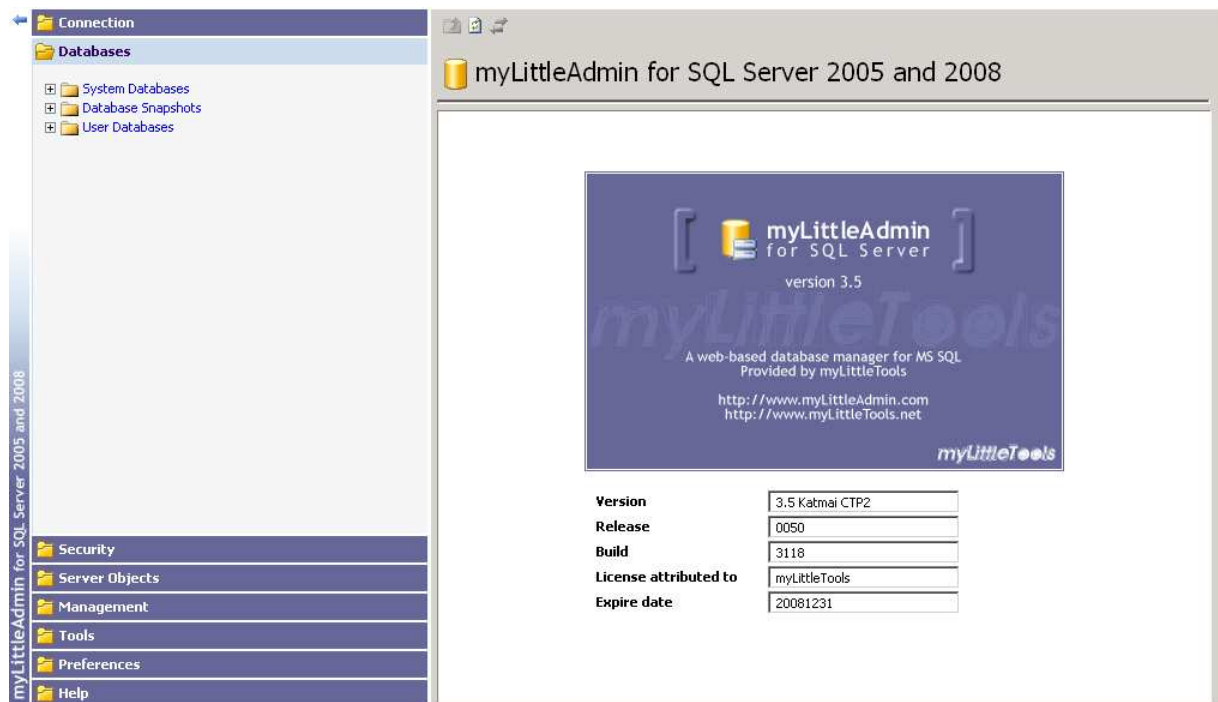 Connection
Databases
System Databases
Database Snapshots
User Databases
Security
Server Objects
Management
Tools
Preferences
Help
myLittleAdmin for SQL Server 2005 and 2008
myLittleAdmin for SQL Server 2005 and 2008
myLittleAdmin
for SQL Server
version 3.5
myLittleTools
A web-based database manager for MS SQL
Provided by myLittleTools
http://www.myLittleAdmin.com
http://www.myLittleTools.net
myLittleTools
Version 3.5 Katmai CTP2
Release 0050
Build 3118
License attributed to myLittleTools
Expire date 20081231